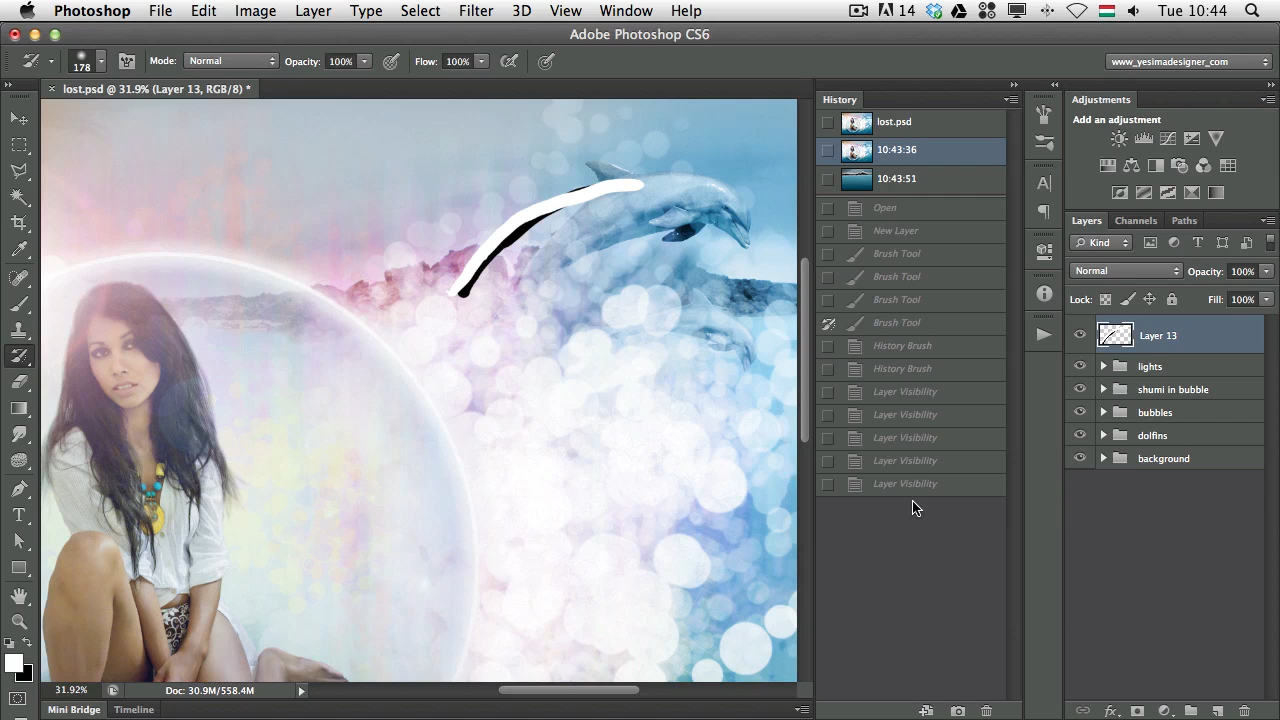 Photoshop File Edit Image Layer Type Select Filter 3D View Window Help 14 Tue 10:44
Adobe Photoshop CS6
178 Mode: Normal Opacity: 100% Flow: 100% www_yesimadesigner_com
lost.psd @ 31.9% (Layer 13, RGB/8) *
History
lost.psd
10:43:36
10:43:51
Open
New Layer
Brush Tool
Brush Tool
Brush Tool
Brush Tool
History Brush
History Brush
Layer Visibility
Layer Visibility
Layer Visibility
Layer Visibility
Layer Visibility
Adjustments
Add an adjustment
Layers Channels Paths
Kind
Normal Opacity: 100%
Lock: Fill: 100%
Layer 13
lights
shumi in bubble
bubbles
dolfins
background
31.92% Doc: 30.9M/558.4M
Mini Bridge Timeline